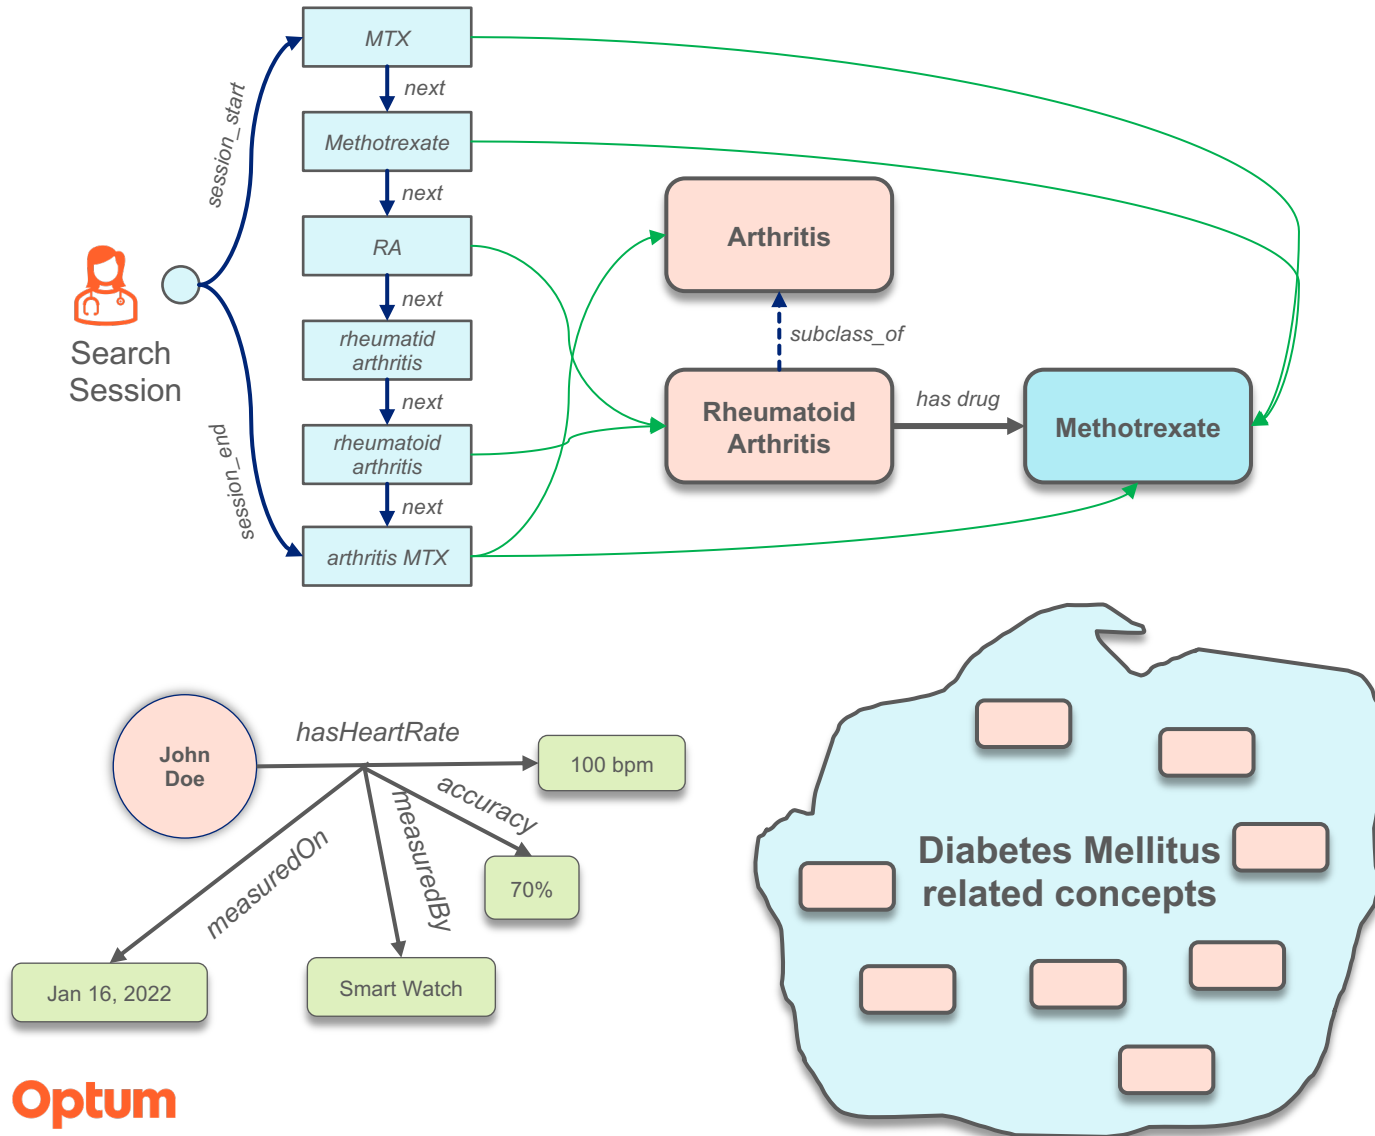 MTX
next
session_start
Methotrexate
next
RA
next
Search
Session
rheumatid
arthritis
next
rheumatoid
arthritis
next
session_end
arthritis MTX
Arthritis
subclass_of
Rheumatoid
Arthritis
has drug
Methotrexate
John
Doe
hasHeartRate
100 bpm
accuracy
70%
measuredBy
Smart Watch
measuredOn
Jan 16, 2022
Diabetes Mellitus
related concepts
Optum